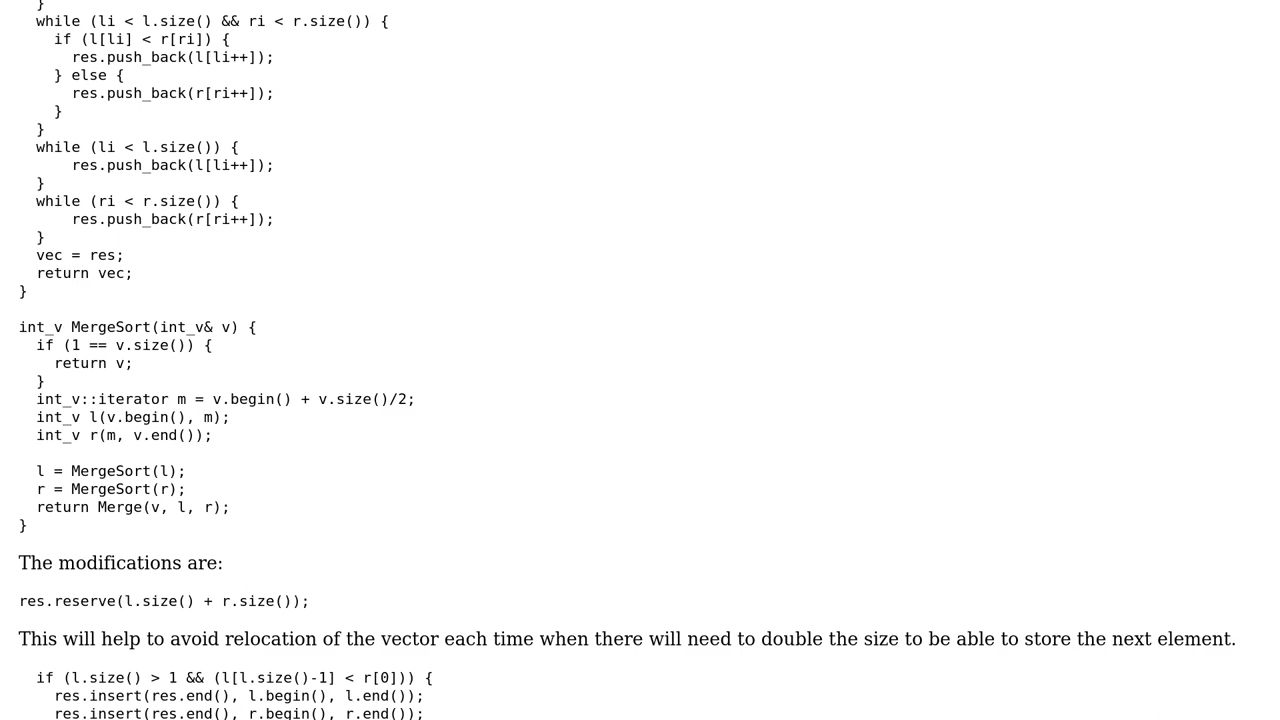 }
  while (li < l.size() && ri < r.size()) {
    if (l[li] < r[ri]) {
      res.push_back(l[li++]);
    } else {
      res.push_back(r[ri++]);
    }
  }
  while (li < l.size()) {
      res.push_back(l[li++]);
  }
  while (ri < r.size()) {
      res.push_back(r[ri++]);
  }
  vec = res;
  return vec;
}

int_v MergeSort(int_v& v) {
  if (1 == v.size()) {
    return v;
  }
  int_v::iterator m = v.begin() + v.size()/2;
  int_v l(v.begin(), m);
  int_v r(m, v.end());

  l = MergeSort(l);
  r = MergeSort(r);
  return Merge(v, l, r);
}
The modifications are:
res.reserve(l.size() + r.size());
This will help to avoid relocation of the vector each time when there will need to double the size to be able to store the next element.
  if (l.size() > 1 && (l[l.size()-1] < r[0])) {
    res.insert(res.end(), l.begin(), l.end());
    res.insert(res.end(), r.begin(), r.end());